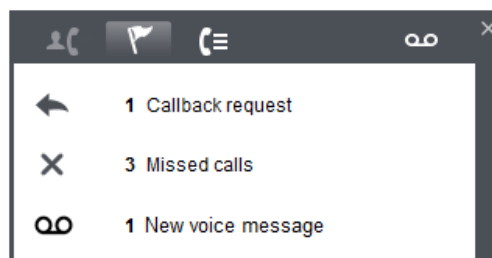 1 Callback request
3 Missed calls
1 New voice message